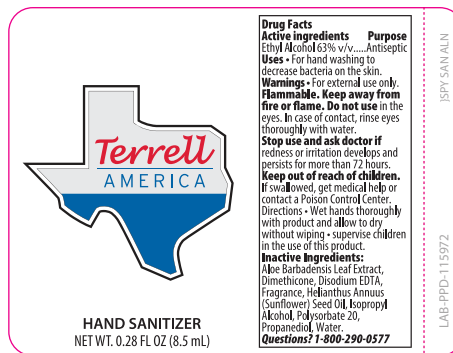 Terrell
AMERICA
HAND SANITIZER
NET WT. 0.28 FL OZ (8.5 mL)
Drug Facts
Active ingredients Purpose
Ethyl Alcohol 63% v/v.....Antiseptic
Uses • For hand washing to
decrease bacteria on the skin.
Warnings • For external use only.
Flammable. Keep away from
fire or flame. Do not use in the
eyes. In case of contact, rinse eyes
thoroughly with water.
Stop use and ask doctor if
redness or irritation develops and
persists for more than 72 hours.
Keep out of reach of children.
If swallowed, get medical help or
contact a Poison Control Center.
Directions • Wet hands thoroughly
with product and allow to dry
without wiping • supervise children
in the use of this product.
Inactive Ingredients:
Aloe Barbadensis Leaf Extract,
Dimethicone, Disodium EDTA,
Fragrance, Helianthus Annuus
(Sunflower) Seed Oil, Isopropyl
Alcohol, Polysorbate 20,
Propanediol, Water.
Questions? 1-800-290-0577
JSPY SAN ALN
LAB-PPD-115972